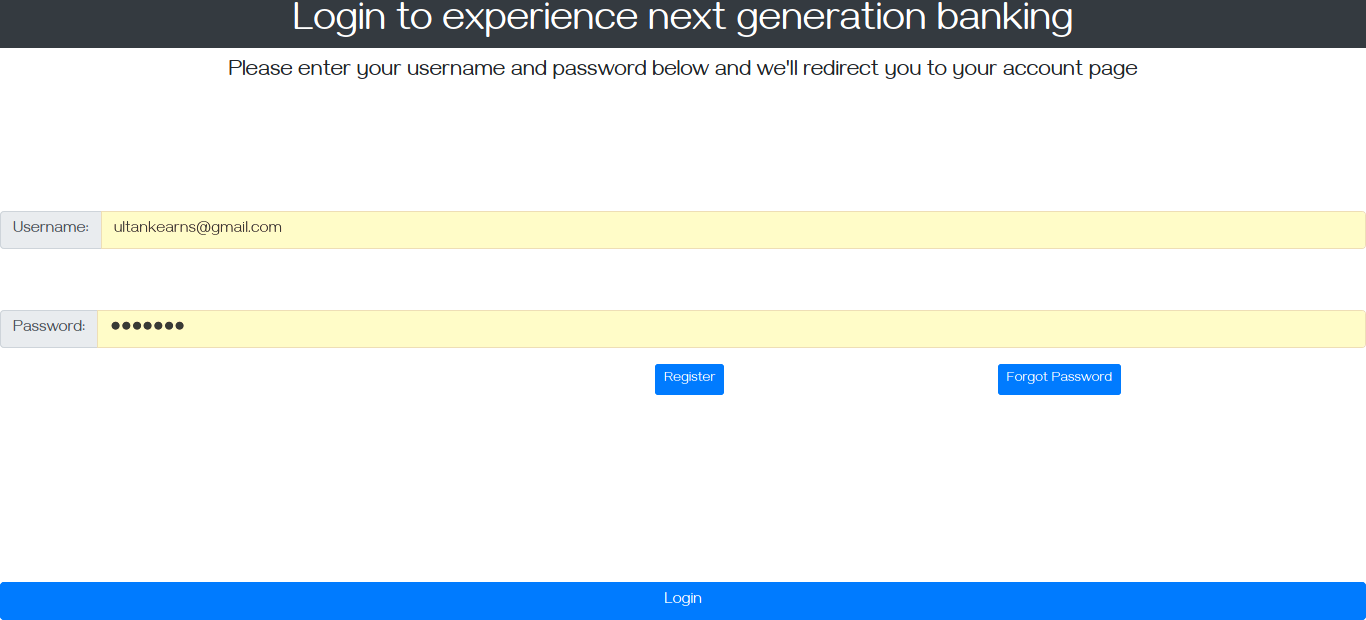 Login to experience next generation banking
Please enter your username and password below and we'll redirect you to your account page
Username: ultankearns@gmail.com
Password: ●●●●●●●
Register Forgot Password
Login